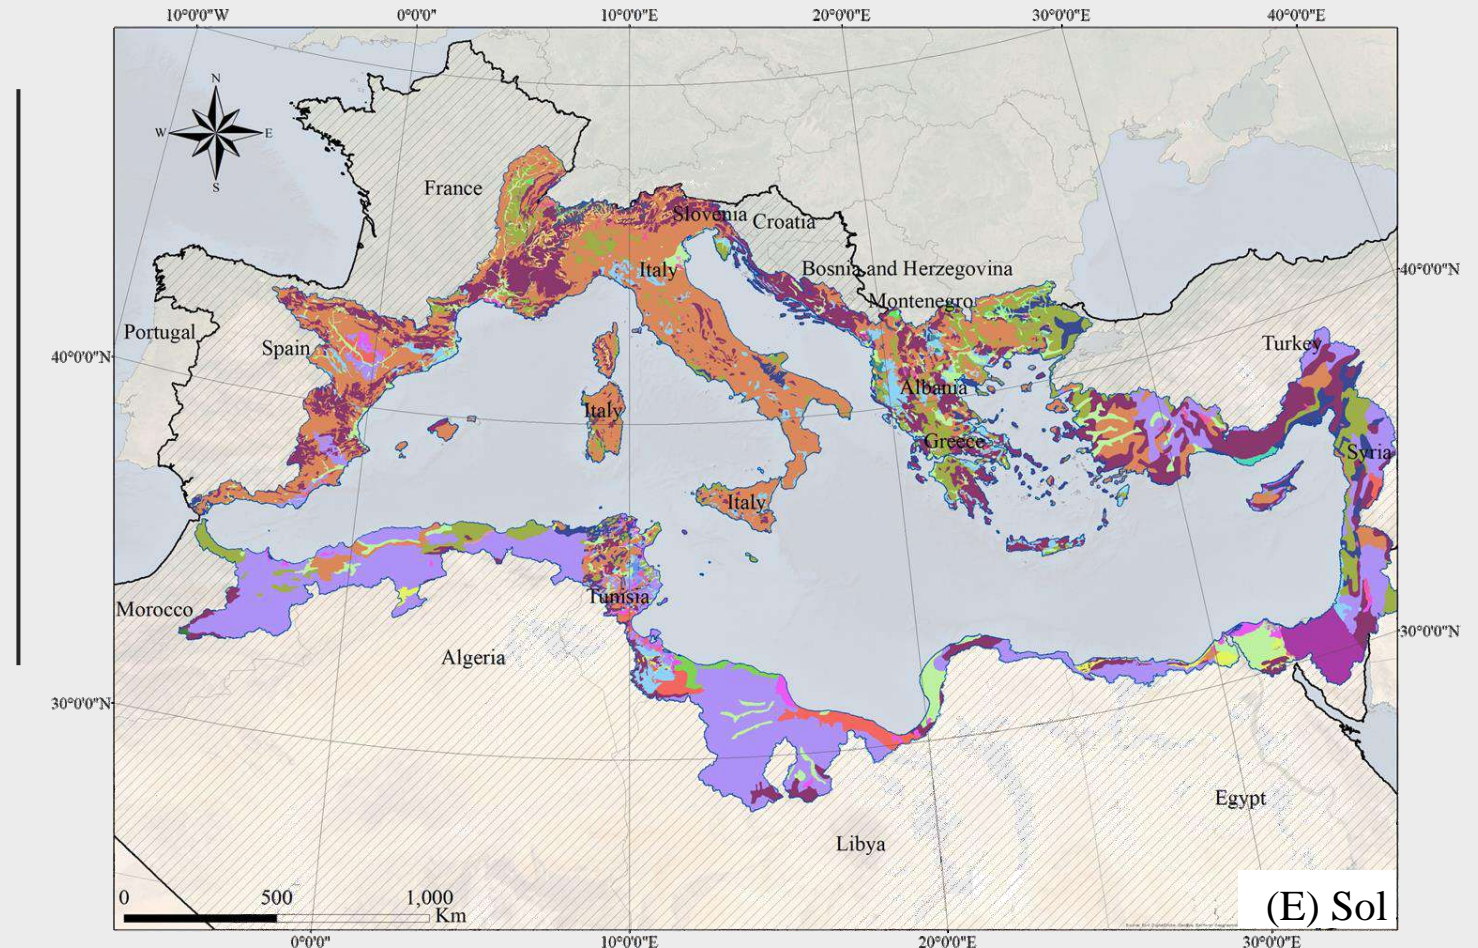 10°0'0"W 0°0'0" 10°0'0"E 20°0'0"E 30°0'0"E 40°0'0"E
N
W E
S
France
Slovenia
Croatia
Italy
Bosnia and Herzegovina
40°0'0"N
Montenegro
Portugal
Spain
Turkey
40°0'0"N
Albania
Italy
Greece
Syria
Italy
Tunisia
Morocco
30°0'0"N
Algeria
30°0'0"N
Egypt
Libya
0 500 1,000
Km
(E) Sol
0°0'0" 10°0'0"E 20°0'0"E 30°0'0"E